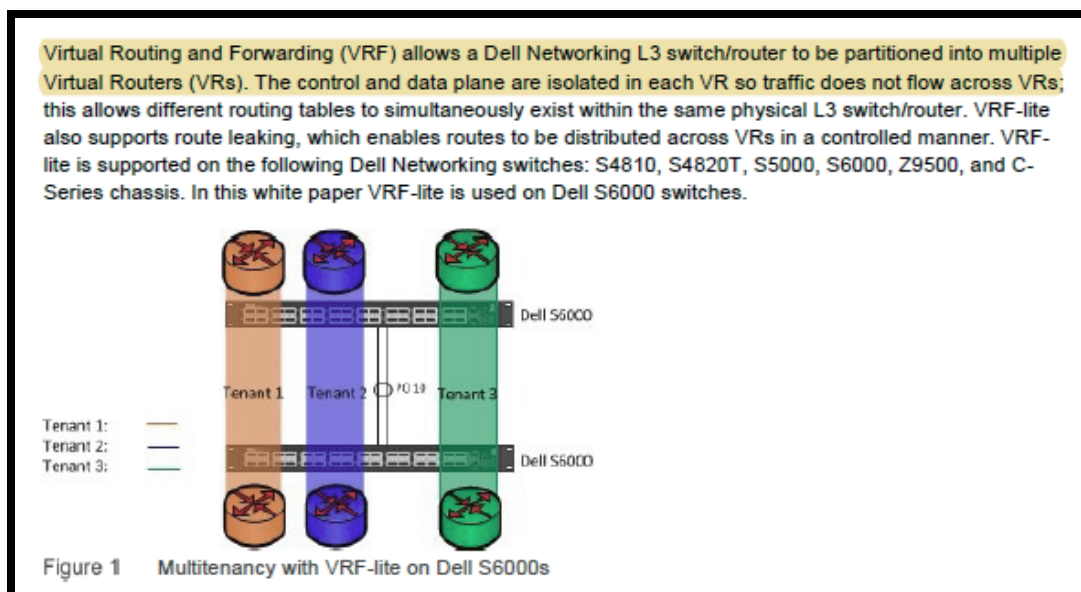 Virtual Routing and Forwarding (VRF) allows a Dell Networking L3 switch/router to be partitioned into multiple
Virtual Routers (VRs). The control and data plane are isolated in each VR so traffic does not flow across VRs;
this allows different routing tables to simultaneously exist within the same physical L3 switch/router. VRF-lite
also supports route leaking, which enables routes to be distributed across VRs in a controlled manner. VRF-
lite is supported on the following Dell Networking switches: S4810, S4820T, S5000, S6000, Z9500, and C-
Series chassis. In this white paper VRF-lite is used on Dell S6000 switches.
Dell S6000
Tenant 1 Tenant 2 Tenant 3
Tenant 1:
Tenant 2:
Tenant 3:
Dell S6000
Figure 1 Multitenancy with VRF-lite on Dell S6000s